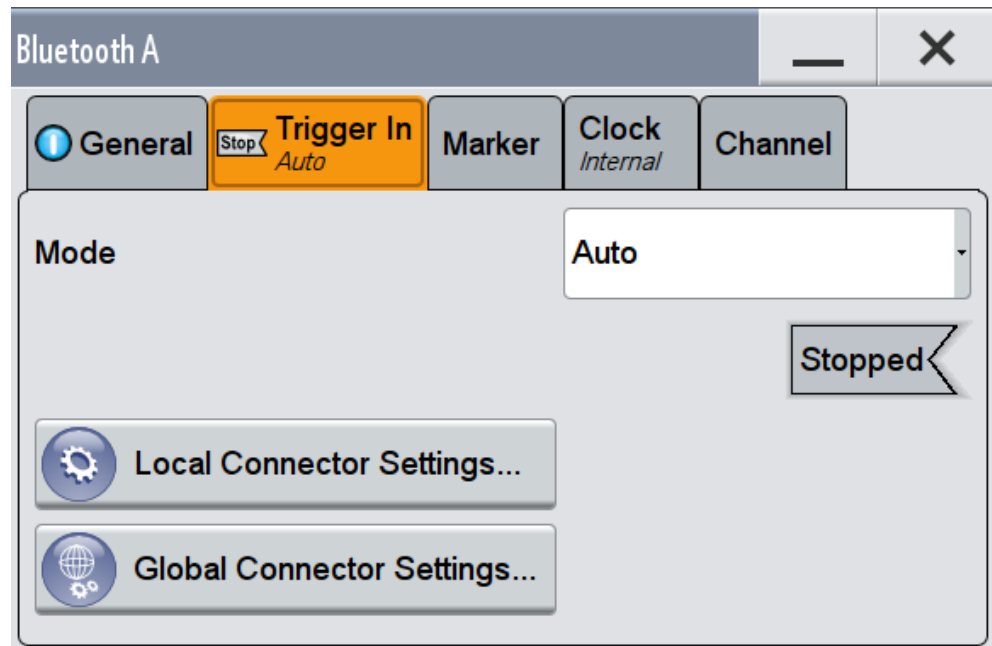 Bluetooth A
General
Stop
Trigger In
Auto
Marker
Clock
Internal
Channel
Mode
Auto
Stopped
Local Connector Settings...
Global Connector Settings...